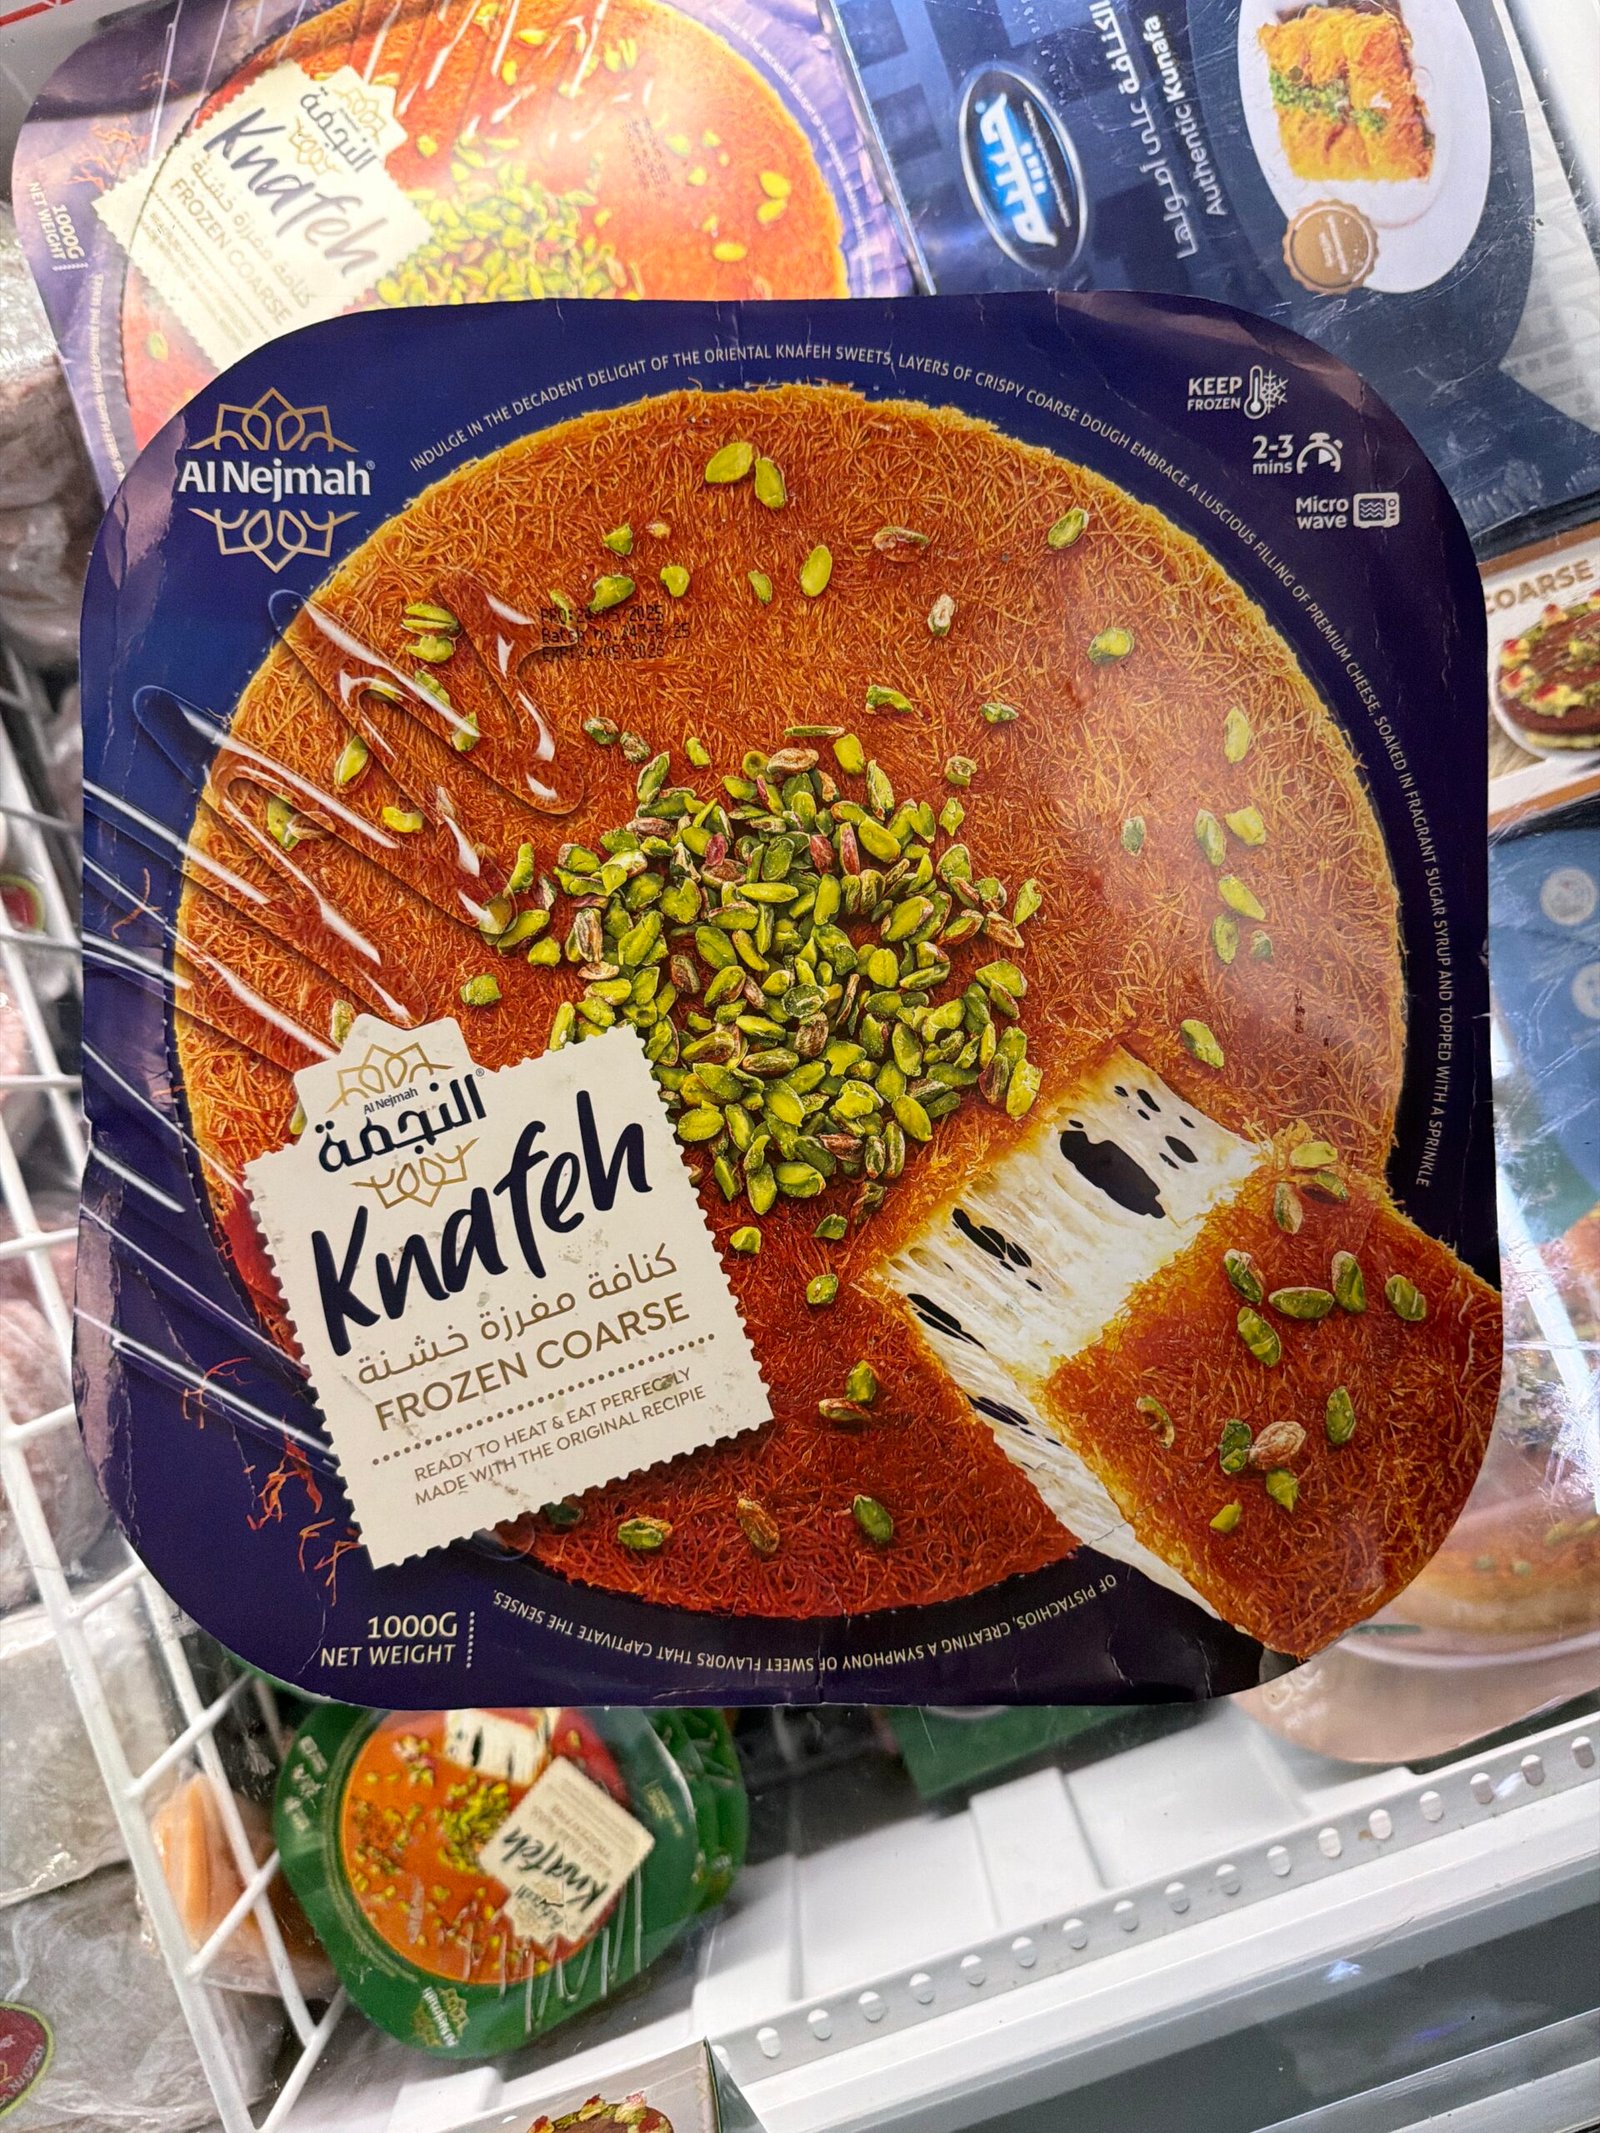 النجمة
Knafeh
كنافة مفرزة خشنة
FROZEN COARSE
1000G
NET WEIGHT
الكنافة على أصولها
Authentic Kunafa
COARSE
Al Nejmah
INDULGE IN THE DECADENT DELIGHT OF THE ORIENTAL KNAFEH SWEETS, LAYERS OF CRISPY COARSE DOUGH EMBRACE A LUSCIOUS FILLING OF PREMIUM CHEESE, SOAKED IN FRAGRANT SUGAR SYRUP AND TOPPED WITH A SPRINKLE
OF PISTACHIOS, CREATING A SYMPHONY OF SWEET FLAVORS THAT CAPTIVATE THE SENSES.
KEEP
FROZEN
2-3
mins
Micro
wave
Al Nejmah
النجمة
Knafeh
كنافة مفرزة خشنة
FROZEN COARSE
READY TO HEAT & EAT PERFECTLY
MADE WITH THE ORIGINAL RECIPIE
1000G
NET WEIGHT
Knafeh